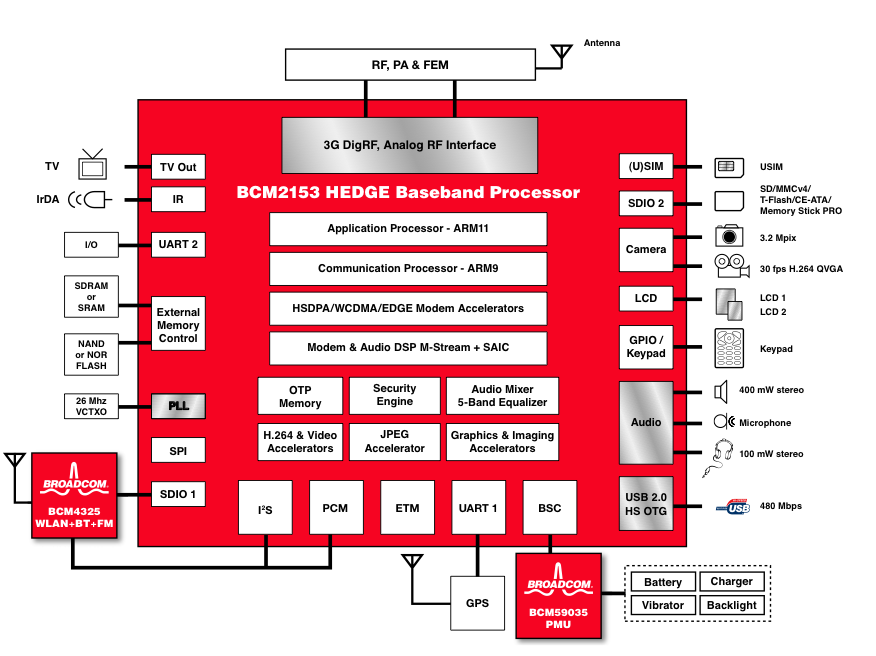 Antenna
RF, PA & FEM
3G DigRF, Analog RF Interface
BCM2153 HEDGE Baseband Processor
Application Processor - ARM11
Communication Processor - ARM9
HSDPA/WCDMA/EDGE Modem Accelerators
Modem & Audio DSP M-Stream + SAIC
OTP
Memory
Security
Engine
Audio Mixer
5-Band Equalizer
H.264 & Video
Accelerators
JPEG
Accelerator
Graphics & Imaging
Accelerators
TV
TV Out
IrDA
IR
I/O
UART 2
SDRAM
or
SRAM
External
Memory
Control
NAND
or NOR
FLASH
26 Mhz
VCTXO
PLL
SPI
SDIO 1
BROADCOM.
BCM4325
WLAN+BT+FM
I²S
PCM
ETM
UART 1
BSC
GPS
BROADCOM.
BCM59035
PMU
Battery
Charger
Vibrator
Backlight
(U)SIM
USIM
SDIO 2
SD/MMCv4/
T-Flash/CE-ATA/
Memory Stick PRO
Camera
3.2 Mpix
30 fps H.264 QVGA
LCD
LCD 1
LCD 2
GPIO /
Keypad
Keypad
Audio
400 mW stereo
Microphone
100 mW stereo
USB 2.0
HS OTG
USB
480 Mbps